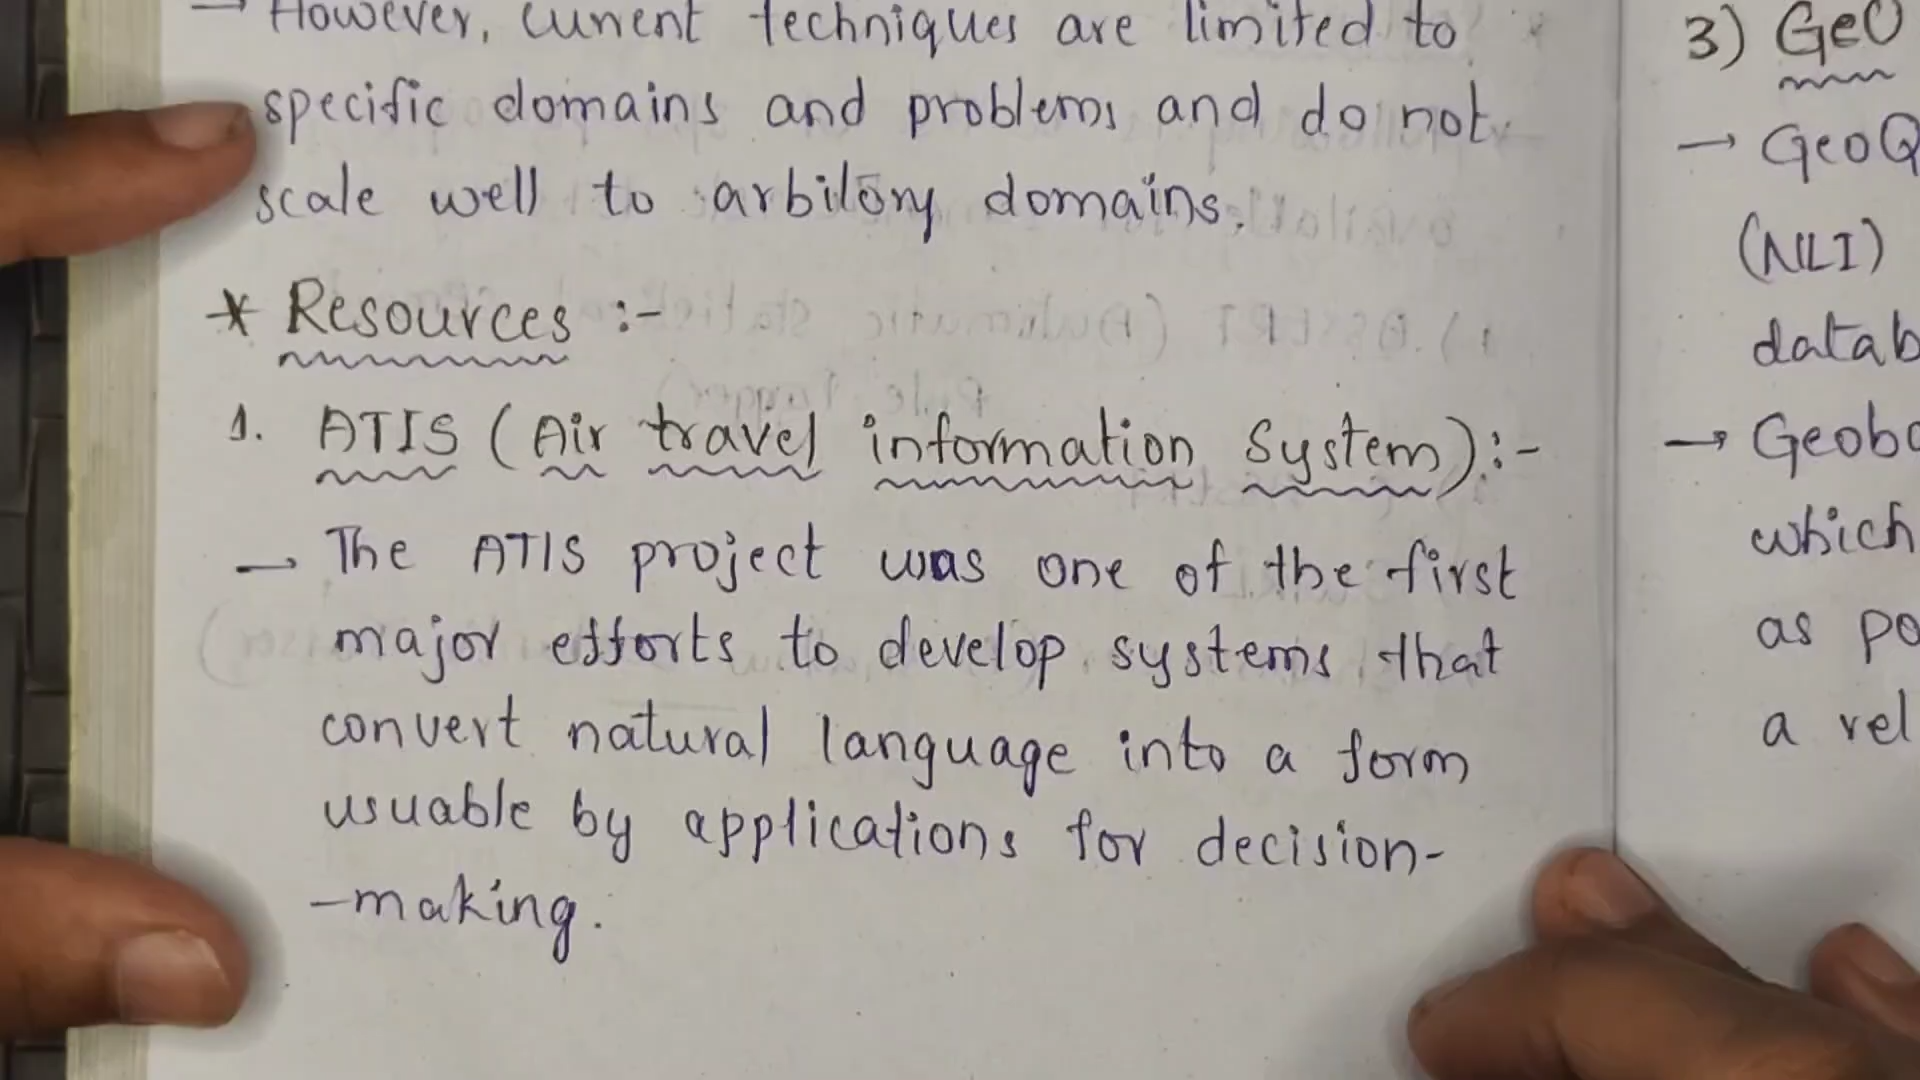 → However, current techniques are limited to
specific domains and problems and do not
scale well to arbilory domains.
* Resources :-
1. ATIS (Air travel information System):-
→ The ATIS project was one of the first
major efforts to develop systems that
convert natural language into a form
usuable by applications for decision-
-making.
3) GeO
→ GeoQ
(NLI)
datab
→ Geoba
which
as po
a rel